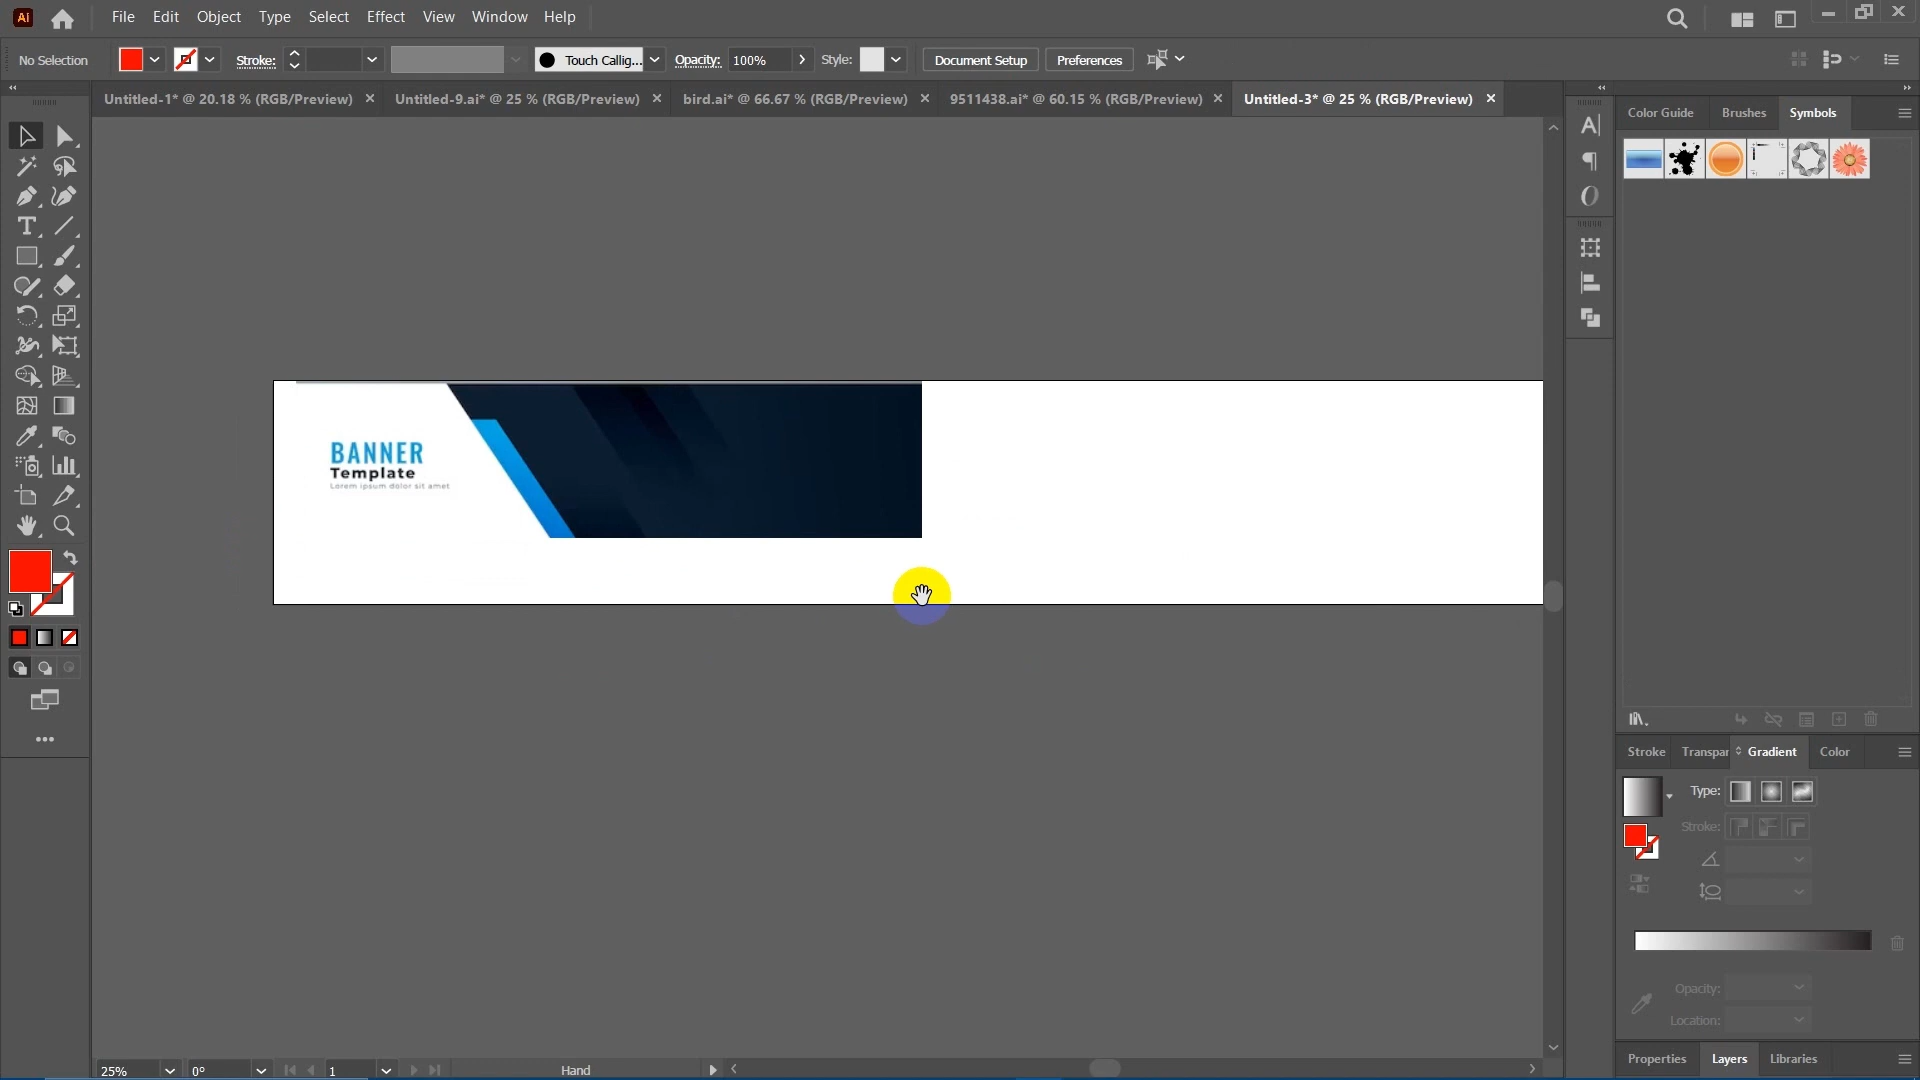 Ai File Edit Object Type Select Effect View Window Help
No Selection Stroke: Touch Callig... Opacity: 100% Style: Document Setup Preferences
Untitled-1* @ 20.18 % (RGB/Preview) Untitled-9.ai* @ 25 % (RGB/Preview) bird.ai* @ 66.67 % (RGB/Preview) 9511438.ai* @ 60.15 % (RGB/Preview) Untitled-3* @ 25 % (RGB/Preview)
Color Guide Brushes Symbols
BANNER
Template
Lorem ipsum dolor sit amet
Stroke Transpar Gradient Color
Type:
Stroke:
Opacity:
Location:
Properties Layers Libraries
25% 0° 1 Hand